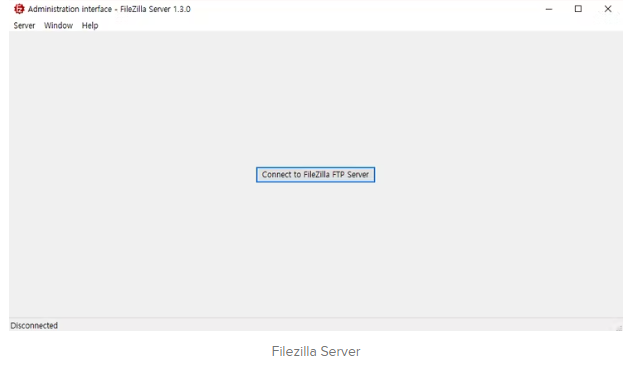 Administration interface - FileZilla Server 1.3.0
Server Window Help
Connect to FileZilla FTP Server
Disconnected
Filezilla Server